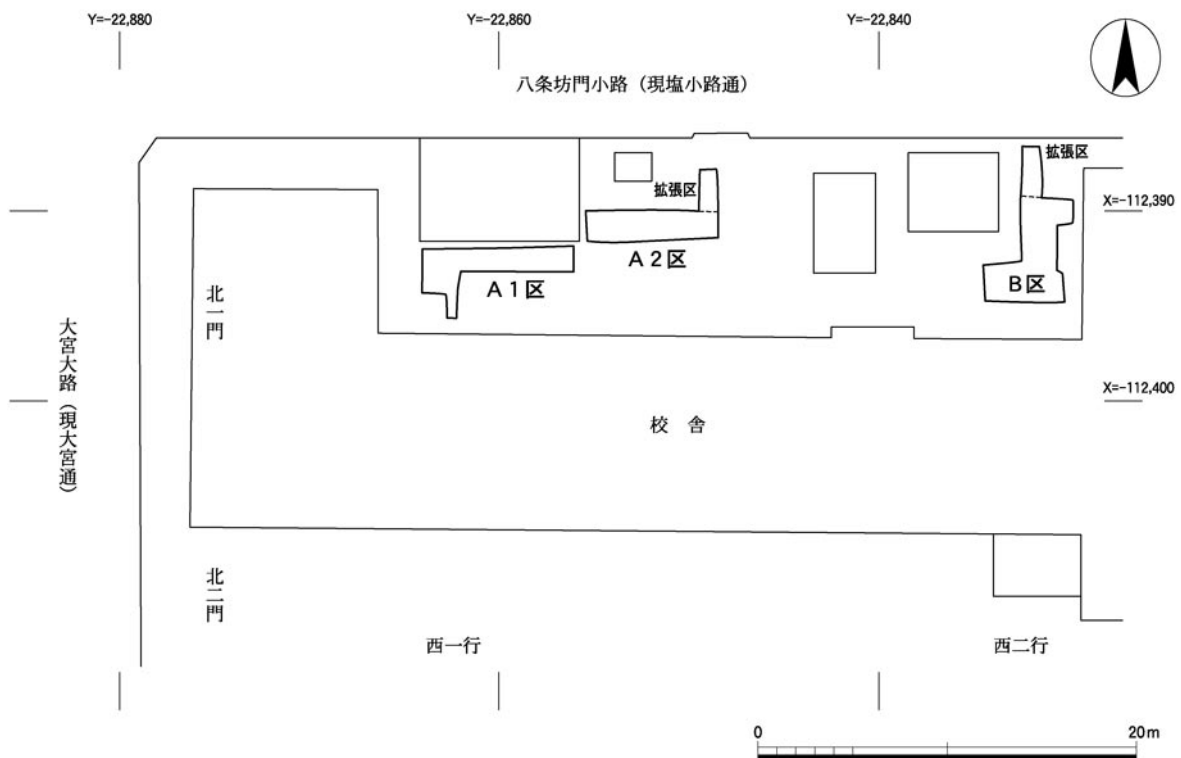 Y=-22,880
Y=-22,860
Y=-22,840
八条坊門小路（現塩小路通）
拡張区
拡張区
X=-112,390
A2区
A1区
B区
北一門
大宮大路（現大宮通）
X=-112,400
校 舎
北二門
西一行
西二行
0
20m